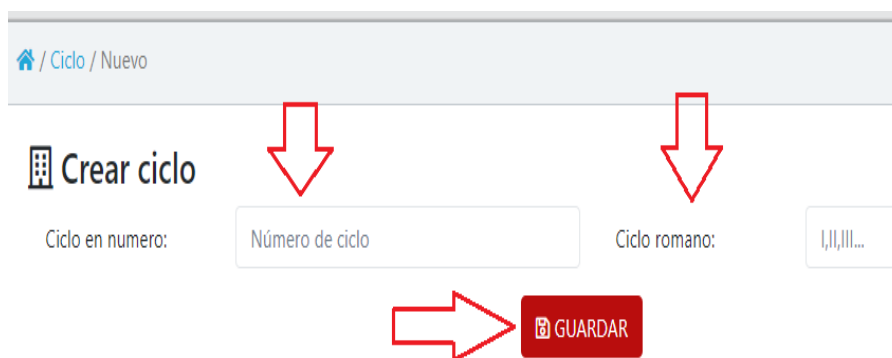 / Ciclo / Nuevo
Crear ciclo
Ciclo en numero: Número de ciclo Ciclo romano: I,II,III...
GUARDAR